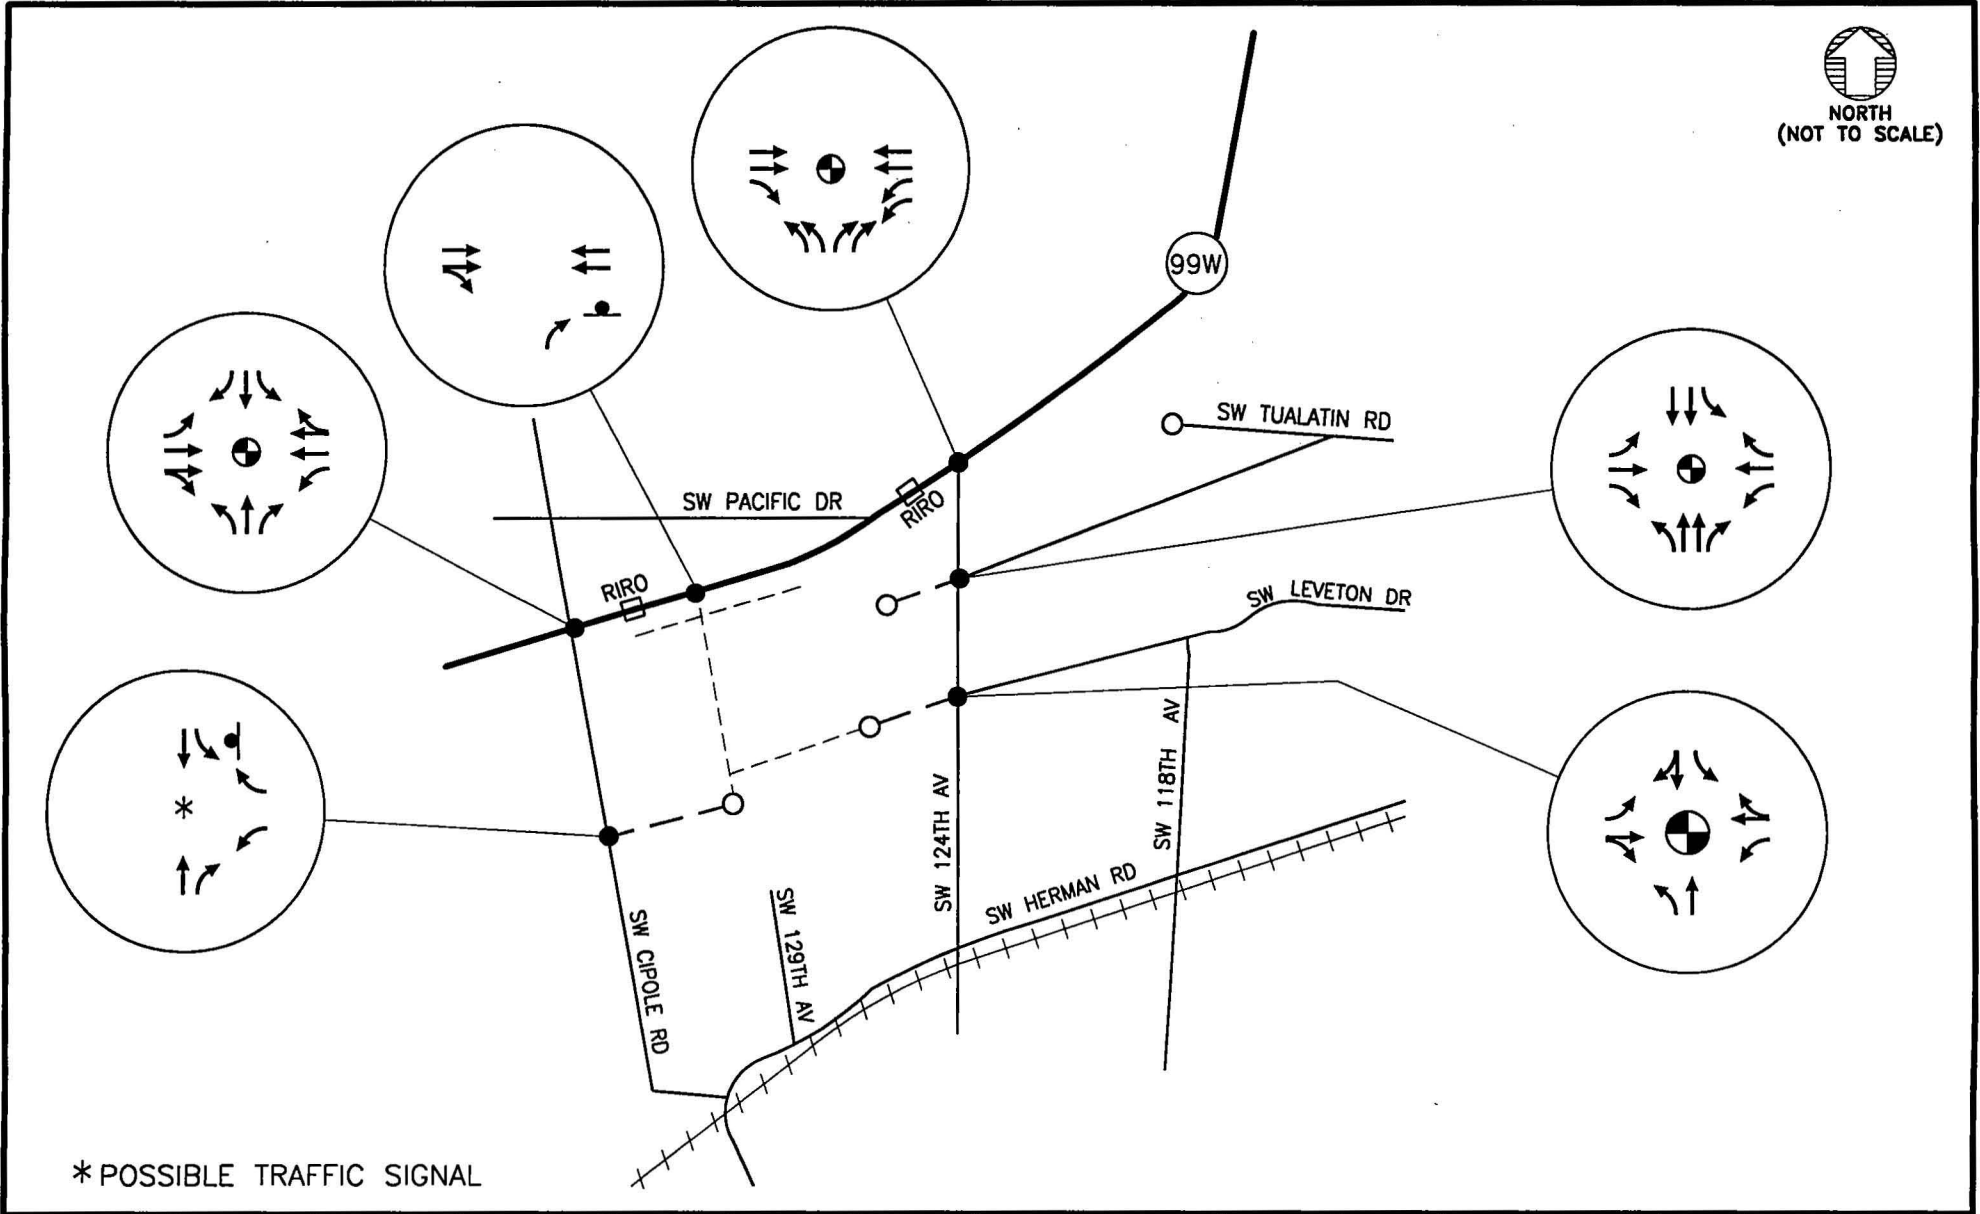 NORTH
(NOT TO SCALE)
99W
SW TUALATIN RD
SW PACIFIC DR
RIRO
RIRO
SW LEVETON DR
SW 118TH AV
SW 124TH AV
SW HERMAN RD
SW 129TH AV
SW CIPOLE RD
*
* POSSIBLE TRAFFIC SIGNAL